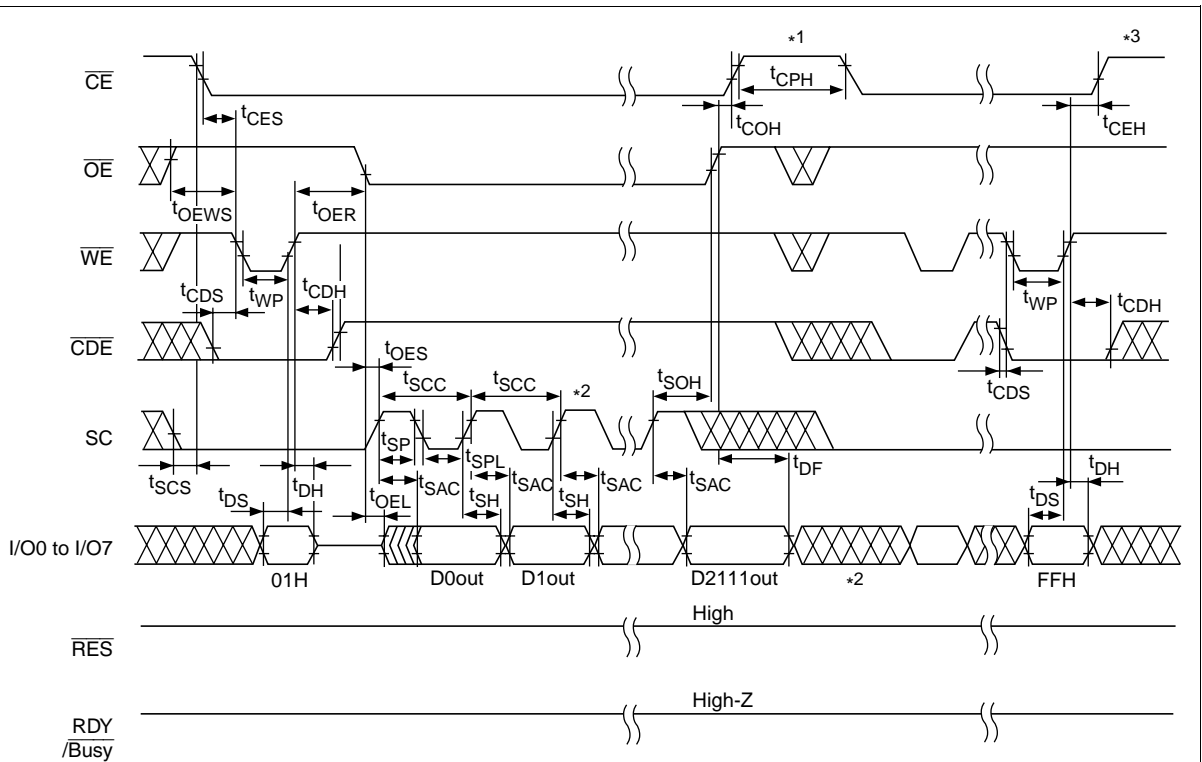 *1
*3
CE
tCPH
tCES
tCOH
tCEH
OE
tOEWS
tOER
WE
tCDS
tWP
tCDH
tWP
tCDH
CDE
tOES
tSCC
tSCC
*2
tSOH
tCDS
SC
tSP
tSPL
tDF
tSCS
tDS
tDH
tOEL
tSAC
tSH
tSAC
tSH
tSAC
tSAC
tDS
tDH
I/O0 to I/O7
01H
D0out
D1out
D2111out
*2
FFH
High
RES
High-Z
RDY
/Busy